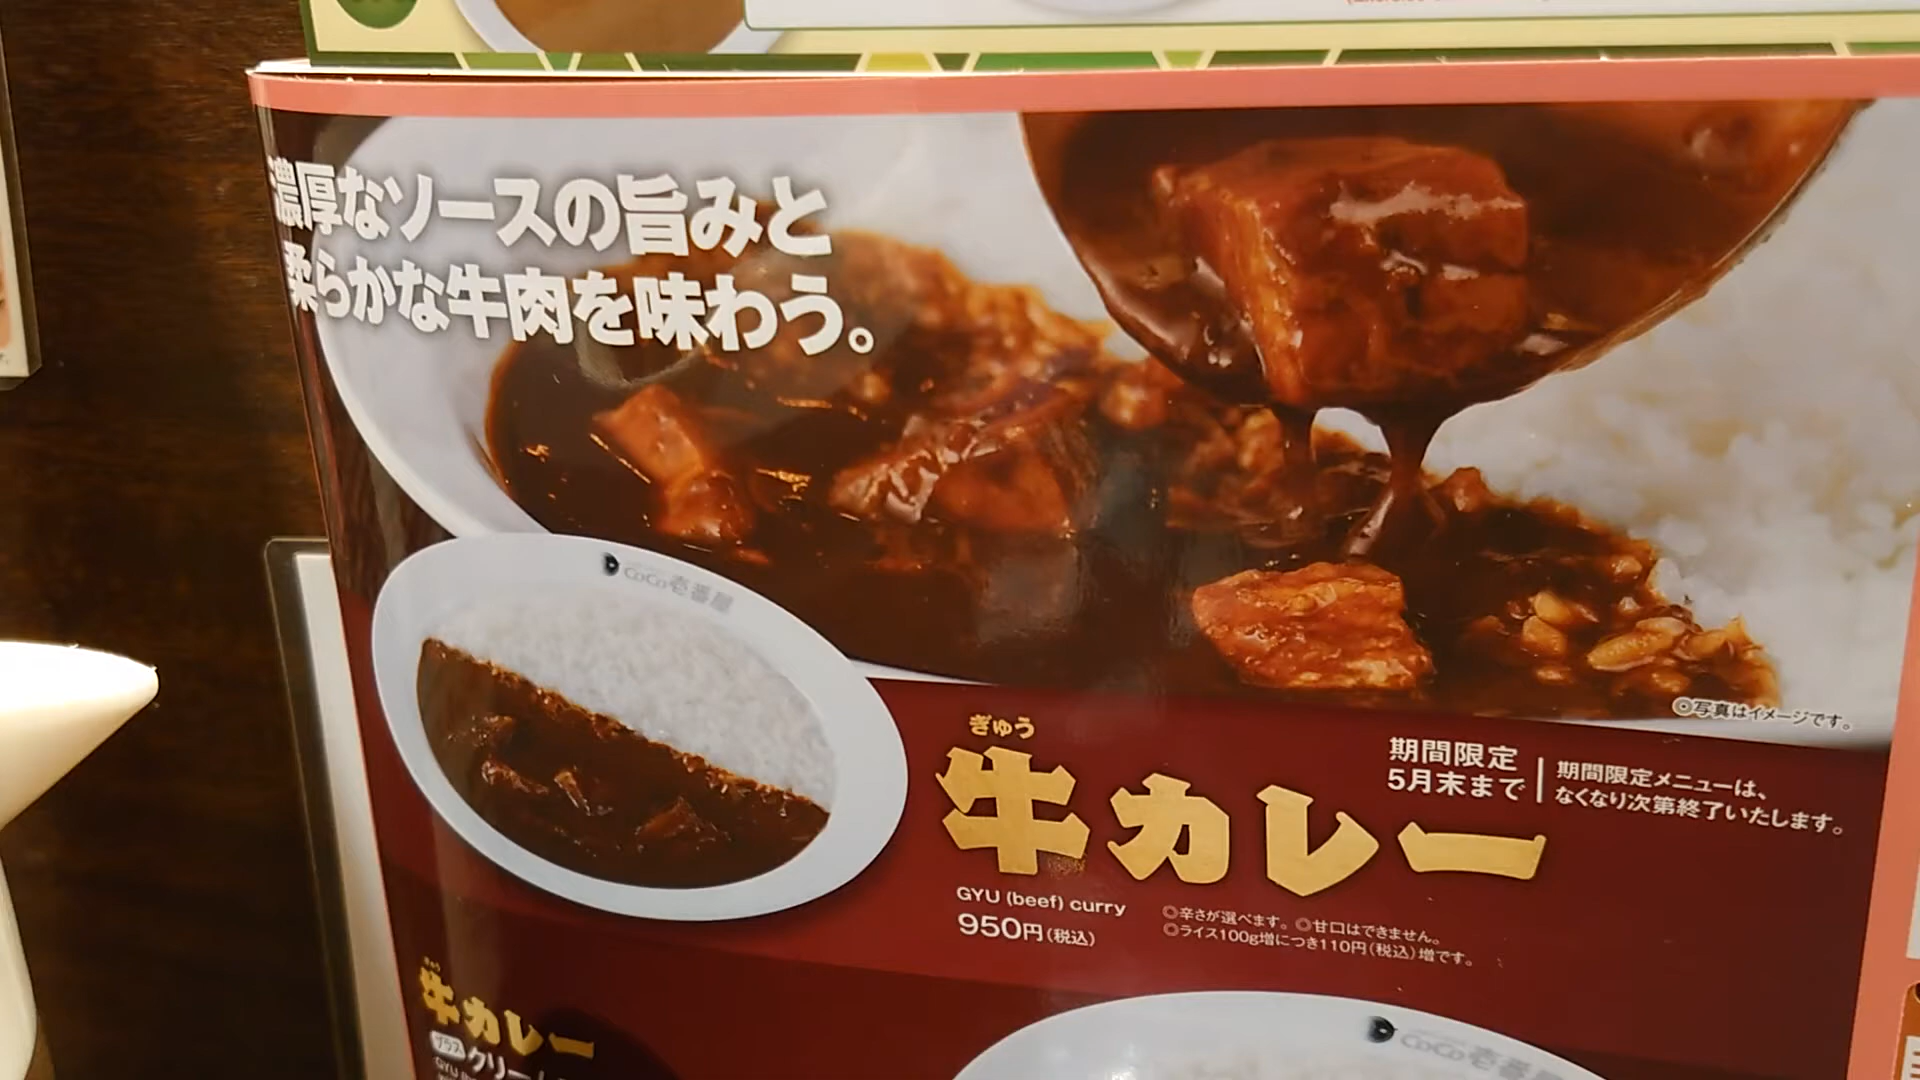 濃厚なソースの旨みと
柔らかな牛肉を味わう。
CoCo壱番屋
◎写真はイメージです。
ぎゅう
牛カレー
期間限定
5月末まで
期間限定メニューは、
なくなり次第終了いたします。
GYU (beef) curry
950円(税込)
◎辛さが選べます。◎甘口はできません。
◎ライス100g増につき110円(税込)増です。
ぎゅう
牛カレー
プラス クリー
GYU
CoCo壱番屋